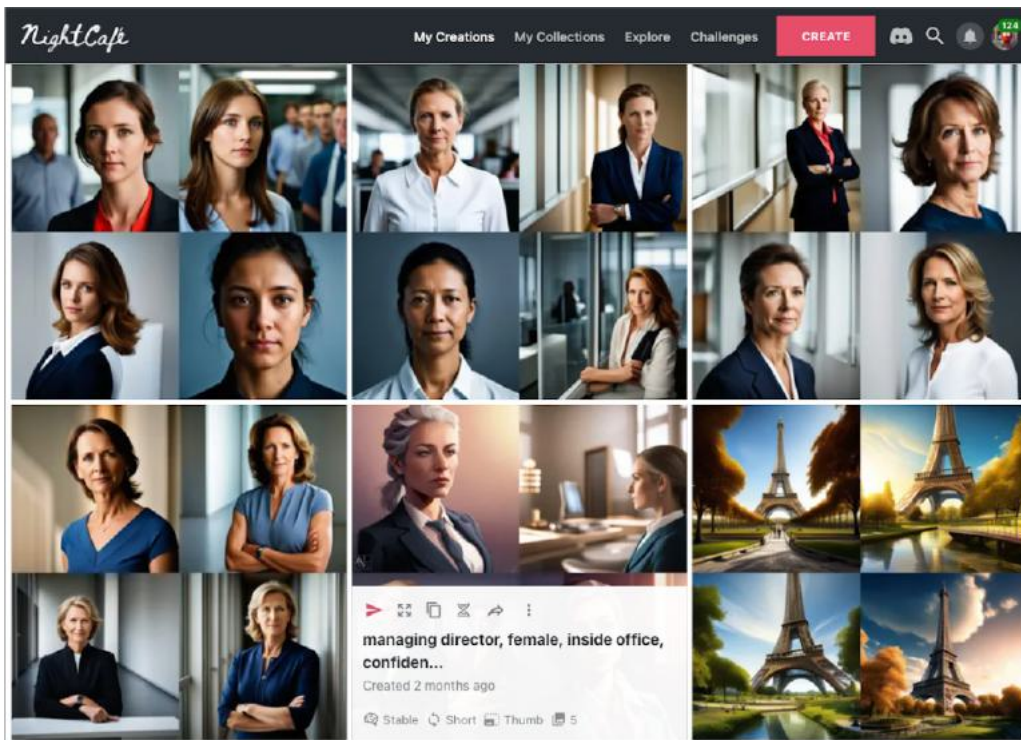 NightCafé
My Creations My Collections Explore Challenges CREATE 124
managing director, female, inside office,
confiden...
Created 2 months ago
Stable Short Thumb 5